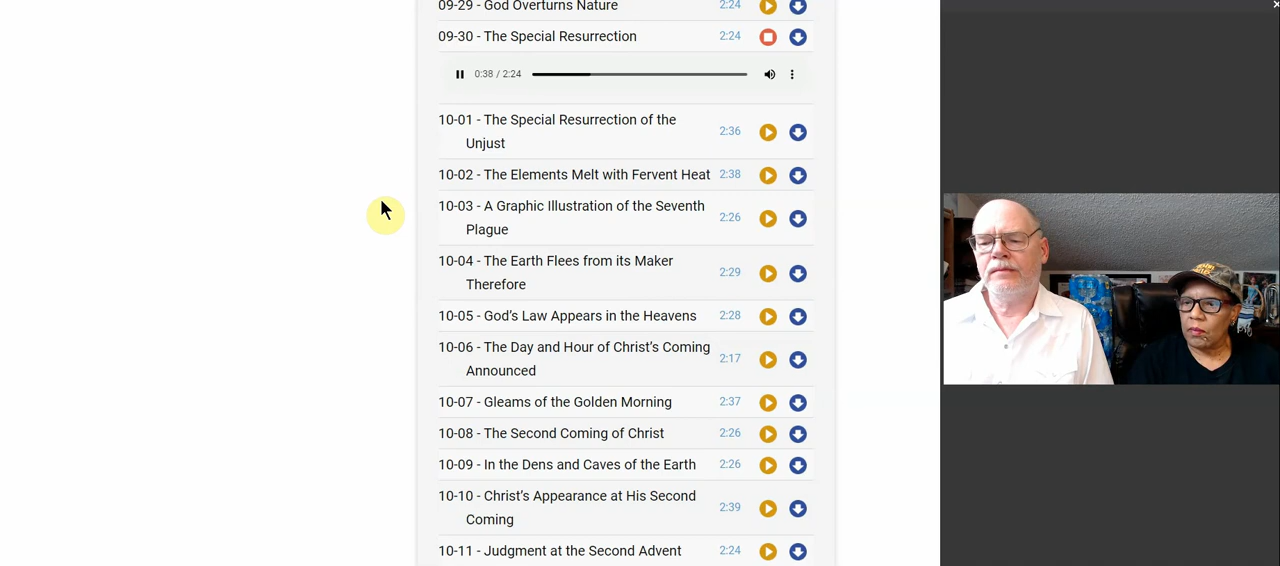 09-29 - God Overturns Nature 2:24
09-30 - The Special Resurrection 2:24
0:38 / 2:24
10-01 - The Special Resurrection of the
Unjust 2:36
10-02 - The Elements Melt with Fervent Heat 2:38
10-03 - A Graphic Illustration of the Seventh
Plague 2:26
10-04 - The Earth Flees from its Maker
Therefore 2:29
10-05 - God's Law Appears in the Heavens 2:28
10-06 - The Day and Hour of Christ's Coming
Announced 2:17
10-07 - Gleams of the Golden Morning 2:37
10-08 - The Second Coming of Christ 2:26
10-09 - In the Dens and Caves of the Earth 2:26
10-10 - Christ's Appearance at His Second
Coming 2:39
10-11 - Judgment at the Second Advent 2:24